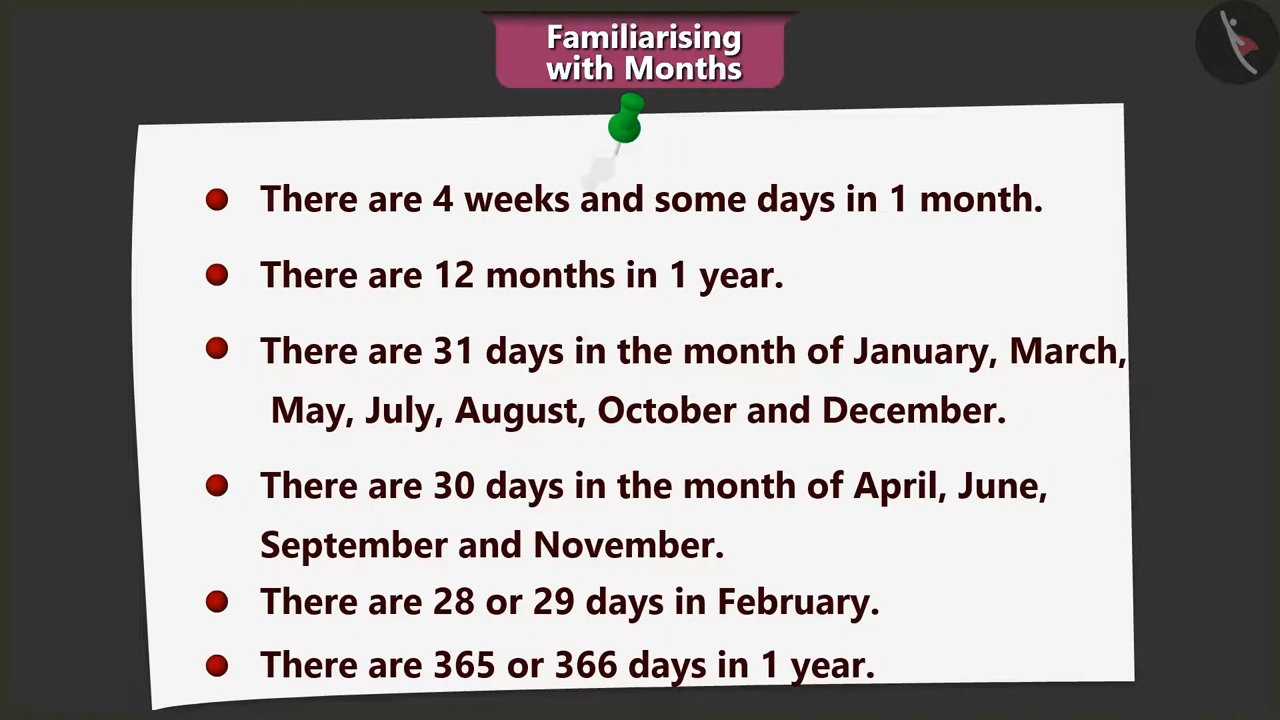 Familiarising
with Months
There are 4 weeks and some days in 1 month.
There are 12 months in 1 year.
There are 31 days in the month of January, March,
May, July, August, October and December.
There are 30 days in the month of April, June,
September and November.
There are 28 or 29 days in February.
There are 365 or 366 days in 1 year.